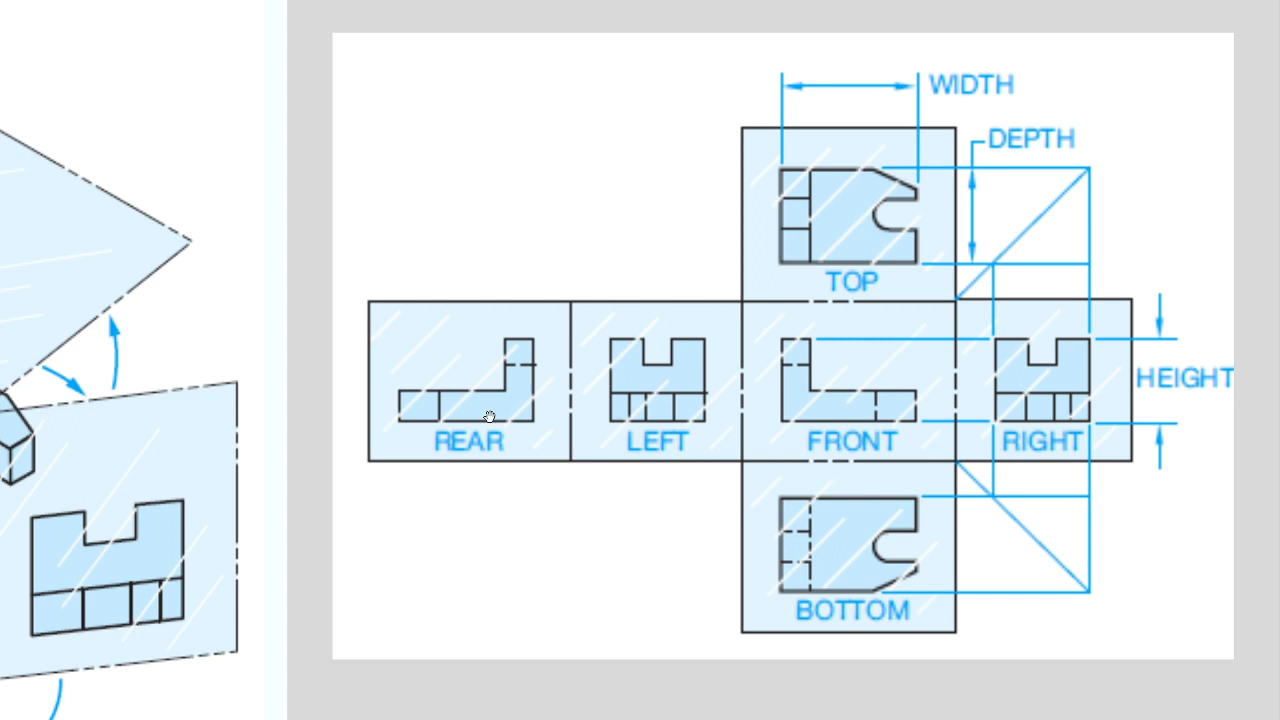 WIDTH
DEPTH
TOP
HEIGHT
REAR LEFT FRONT RIGHT
BOTTOM